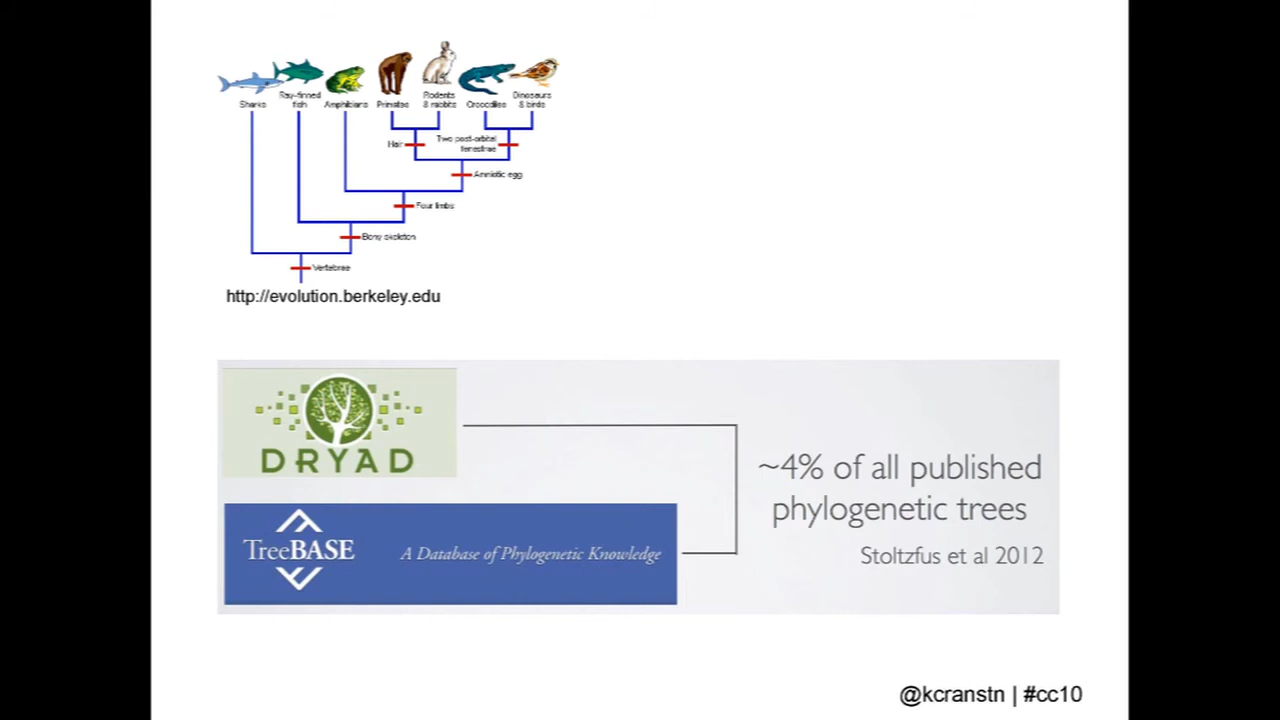 Sharks
Ray-finned
fish
Amphibians
Primates
Rodents
& rabbits
Crocodiles
Dinosaurs
& birds
Hair
Two post-orbital
fenestrae
Amniotic egg
Four limbs
Bony skeleton
Vertebrae
http://evolution.berkeley.edu
DRYAD
TreeBASE
A Database of Phylogenetic Knowledge
~4% of all published
phylogenetic trees
Stoltzfus et al 2012
@kcranstn | #cc10